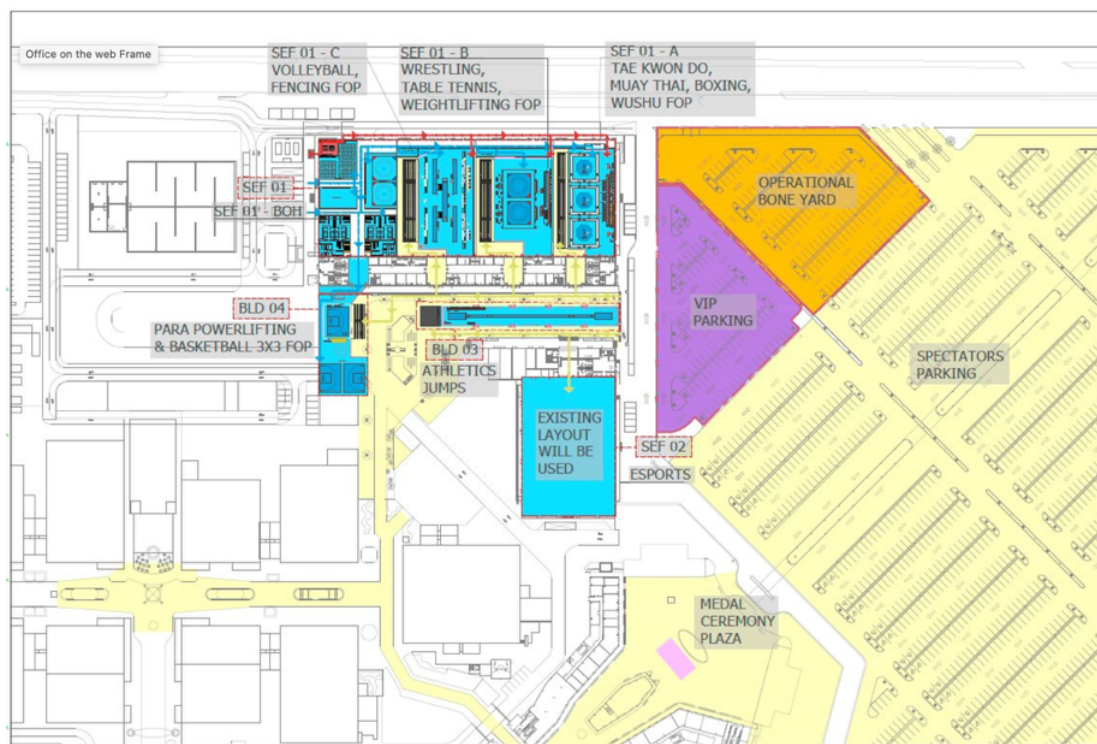 Office on the web Frame
SEF 01 - C
VOLLEYBALL,
FENCING FOP
SEF 01 - B
WRESTLING,
TABLE TENNIS,
WEIGHTLIFTING FOP
SEF 01 - A
TAE KWON DO,
MUAY THAI, BOXING,
WUSHU FOP
SEF 01
SEF 01 - BOH
BLD 04
PARA POWERLIFTING
& BASKETBALL 3X3 FOP
BLD 03
ATHLETICS
JUMPS
EXISTING
LAYOUT
WILL BE
USED
SEF 02
ESPORTS
OPERATIONAL
BONE YARD
VIP
PARKING
SPECTATORS
PARKING
MEDAL
CEREMONY
PLAZA